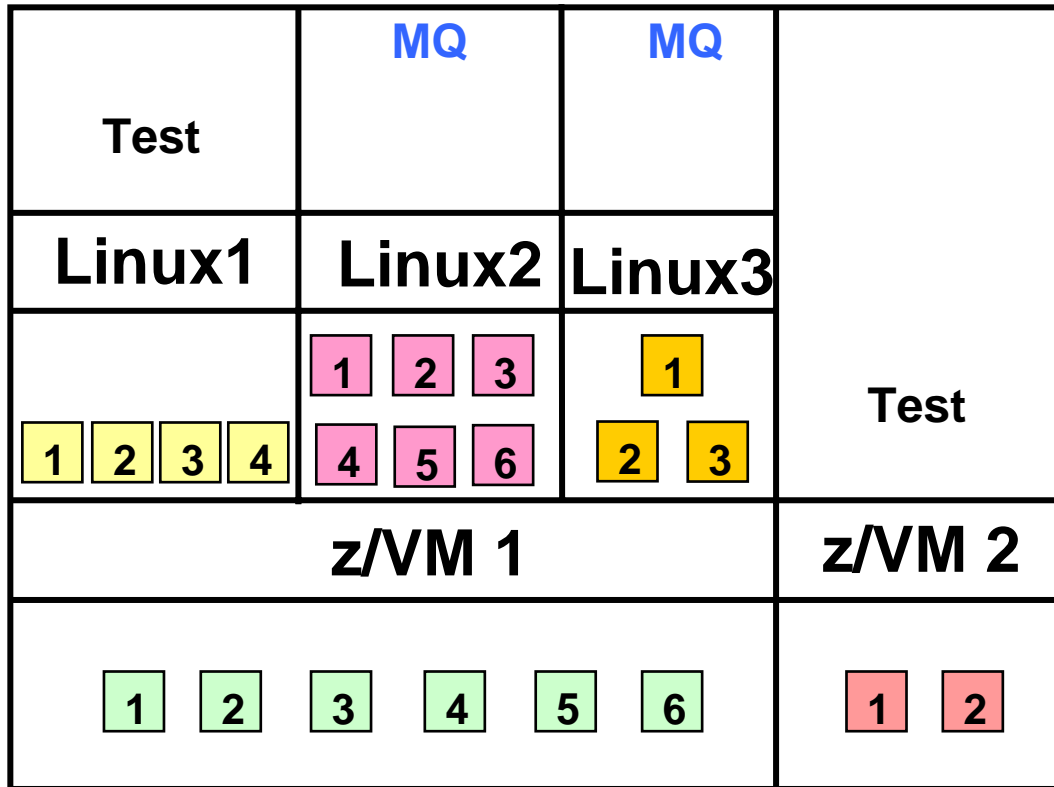 MQ MQ
Test
Linux1 Linux2 Linux3
1 2 3 1
Test
1 2 3 4 4 5 6 2 3
z/VM 1 z/VM 2
1 2 3 4 5 6 1 2